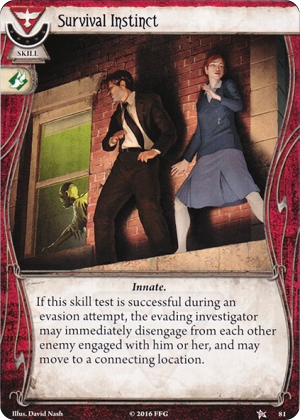 Survival Instinct
SKILL
Innate.
If this skill test is successful during an
evasion attempt, the evading investigator
may immediately disengage from each other
enemy engaged with him or her, and may
move to a connecting location.
Illus. David Nash
© 2016 FFG
81